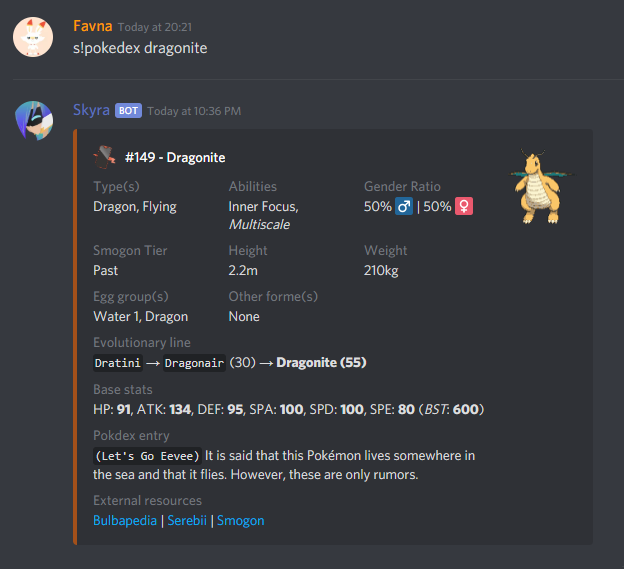 Favna Today at 20:21
s!pokedex dragonite
Skyra BOT Today at 10:36 PM
#149 - Dragonite
Type(s) Abilities Gender Ratio
Dragon, Flying Inner Focus, 50% ♂ | 50% ♀
Multiscale
Smogon Tier Height Weight
Past 2.2m 210kg
Egg group(s) Other forme(s)
Water 1, Dragon None
Evolutionary line
Dratini → Dragonair (30) → Dragonite (55)
Base stats
HP: 91, ATK: 134, DEF: 95, SPA: 100, SPD: 100, SPE: 80 (BST: 600)
Pokdex entry
(Let's Go Eevee) It is said that this Pokémon lives somewhere in
the sea and that it flies. However, these are only rumors.
External resources
Bulbapedia | Serebii | Smogon